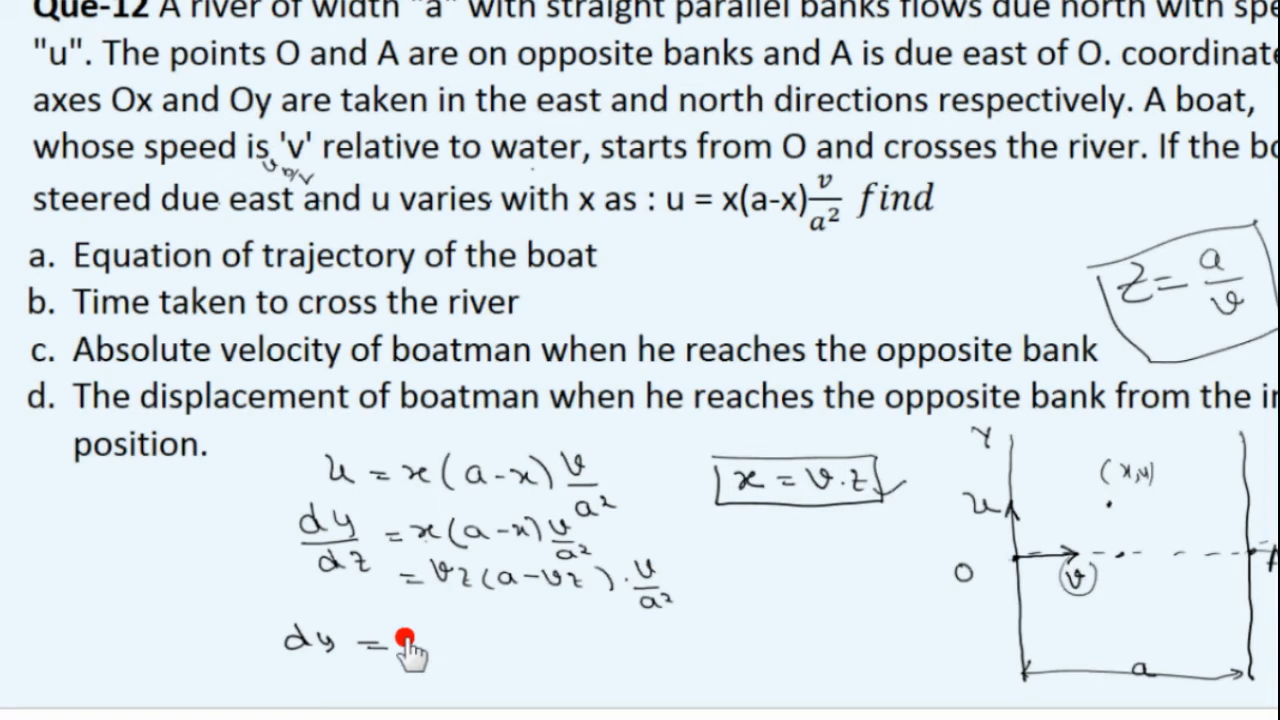 Que-12 A river of width "a" with straight parallel banks flows due north with spe
"u". The points O and A are on opposite banks and A is due east of O. coordinate
axes Ox and Oy are taken in the east and north directions respectively. A boat,
whose speed is 'v' relative to water, starts from O and crosses the river. If the bo
steered due east and u varies with x as : u = x(a-x) v/a² find
a. Equation of trajectory of the boat
z = a/v
b. Time taken to cross the river
c. Absolute velocity of boatman when he reaches the opposite bank
d. The displacement of boatman when he reaches the opposite bank from the in
position.
u = x(a-x) v/a²
x = v.z
dy/dz = x(a-x) v/a²
= vz(a-vz).v/a²
dy =
Y
(x,y)
u
O
v
A
a